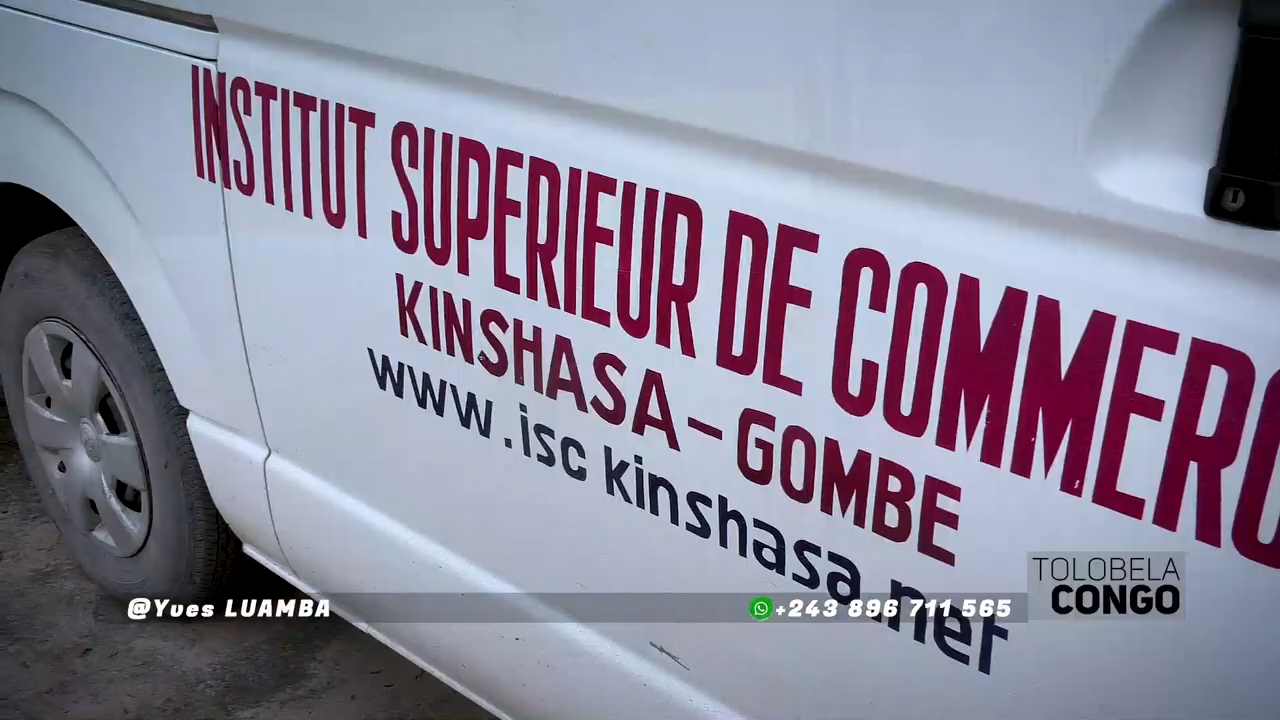 INSTITUT SUPERIEUR DE COMMERC
KINSHASA-GOMBE
www.isc kinshasa.net
@Yves LUAMBA
+243 896 711 565
TOLOBELA
CONGO